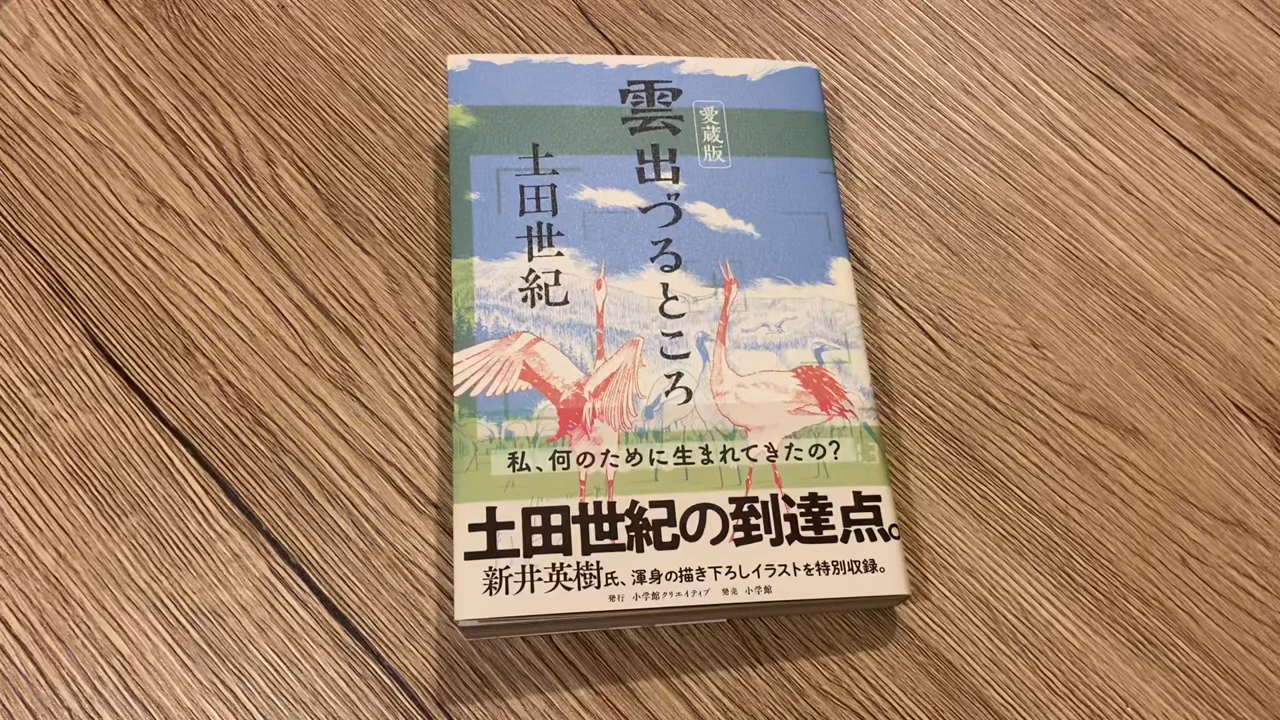 愛蔵版
雲出づるところ
土田世紀
私、何のために生まれてきたの?
土田世紀の到達点。
新井英樹氏、渾身の描き下ろしイラストを特別収録。
発行 小学館クリエイティブ 発売 小学館